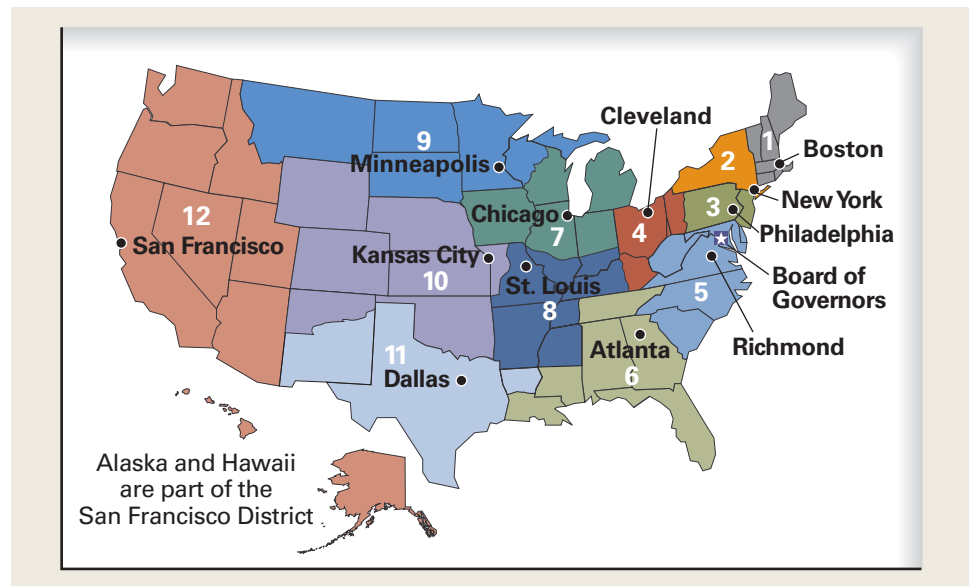 Cleveland
1
Boston
9
2
Minneapolis
New York
3
12
Chicago
Philadelphia
7
4
San Francisco
Kansas City
10
St. Louis
Board of
Governors
5
8
11
Atlanta
Richmond
Dallas
6
Alaska and Hawaii
are part of the
San Francisco District